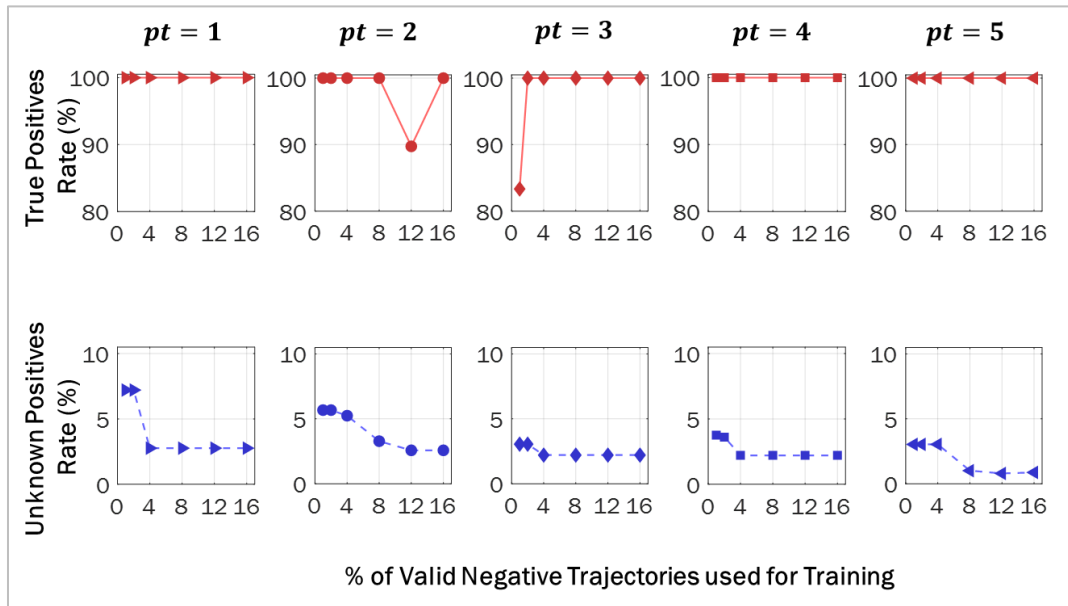 pt = 1 pt = 2 pt = 3 pt = 4 pt = 5
True Positives
Rate (%)
100 100 100 100 100
90 90 90 90 90
80 80 80 80 80
0 4 8 12 16 0 4 8 12 16 0 4 8 12 16 0 4 8 12 16 0 4 8 12 16
Unknown Positives
Rate (%)
10 10 10 10 10
5 5 5 5 5
0 0 0 0 0
0 4 8 12 16 0 4 8 12 16 0 4 8 12 16 0 4 8 12 16 0 4 8 12 16
% of Valid Negative Trajectories used for Training